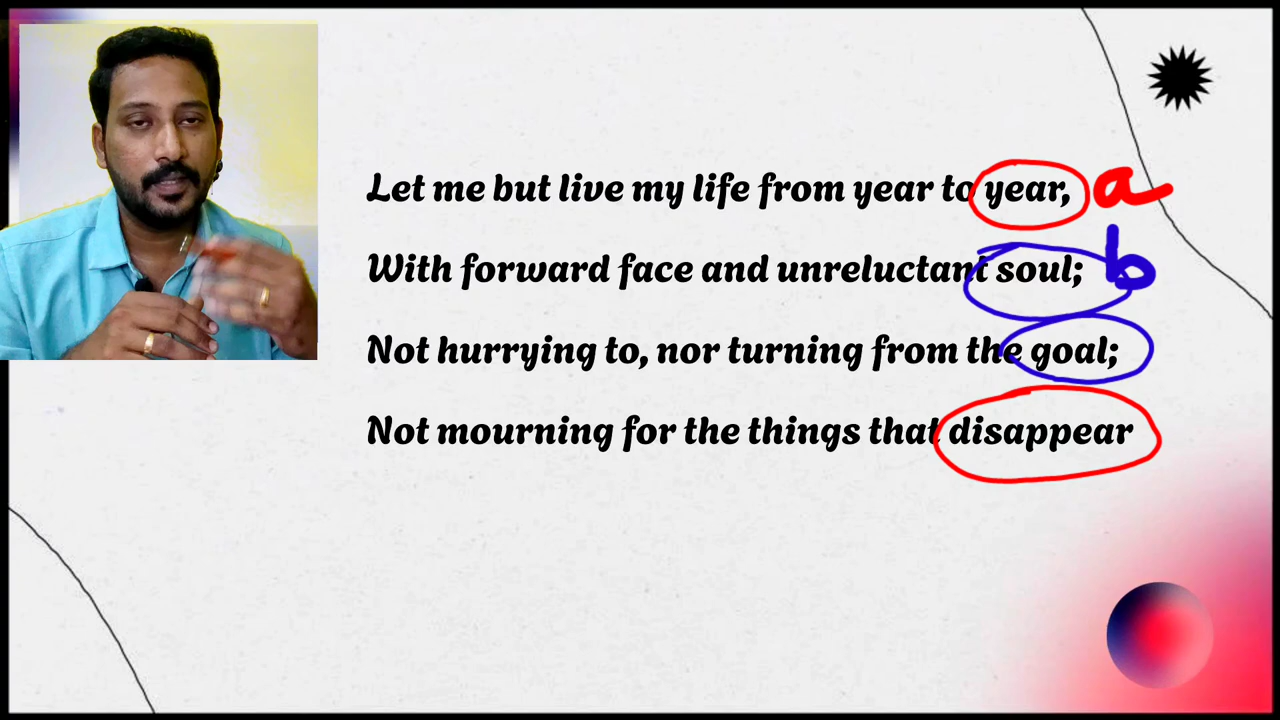 Let me but live my life from year to year, a
With forward face and unreluctant soul; b
Not hurrying to, nor turning from the goal;
Not mourning for the things that disappear